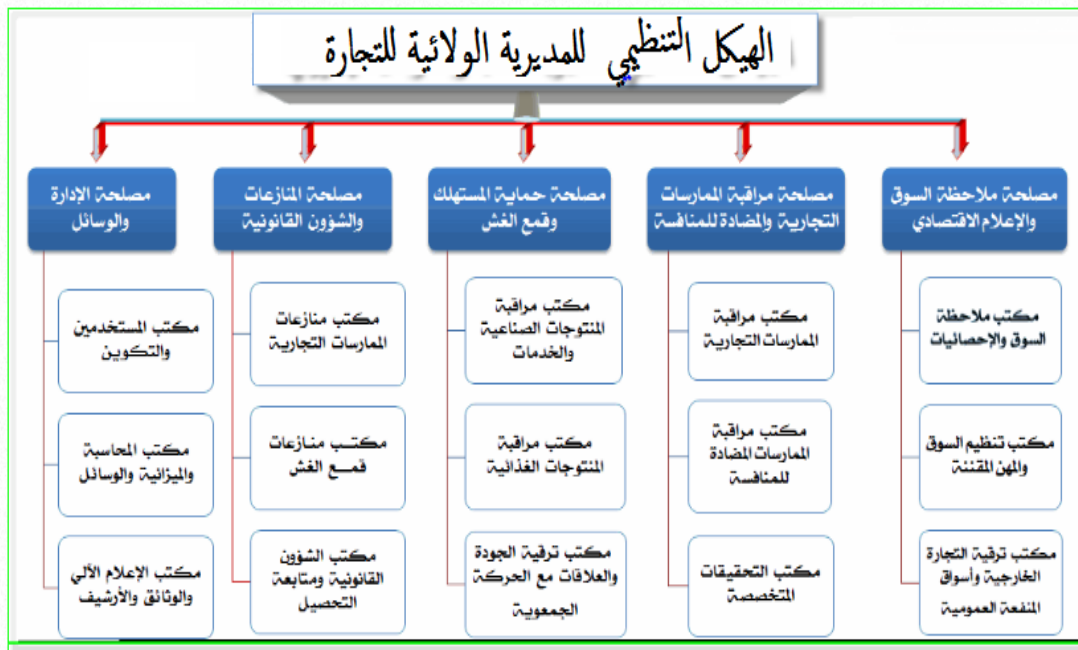 الهيكل التنظيمي للمديرية الولائية للتجارة
مصلحة ملاحظة السوق
والإعلام الاقتصادي
مكتب ملاحظة
السوق والإحصائيات
مكتب تنظيم السوق
والمهن المقننة
مكتب ترقية التجارة
الخارجية وأسواق
المنفعة العمومية
مصلحة مراقبة الممارسات
التجارية والمضادة للمنافسة
مكتب مراقبة
الممارسات التجارية
مكتب مراقبة
الممارسات المضادة
للمنافسة
مكتب التحقيقات
المتخصصة
مصلحة حماية المستهلك
وقمع الغش
مكتب مراقبة
المنتوجات الصناعية
والخدمات
مكتب مراقبة
المنتوجات الغذائية
مكتب ترقية الجودة
والعلاقات مع الحركة
الجمعوية
مصلحة المنازعات
والشؤون القانونية
مكتب منازعات
الممارسات التجارية
مكتب منازعات
قمع الغش
مكتب الشؤون
القانونية ومتابعة
التحصيل
مصلحة الإدارة
والوسائل
مكتب المستخدمين
والتكوين
مكتب المحاسبة
والميزانية والوسائل
مكتب الإعلام الألي
والوثائق والأرشيف